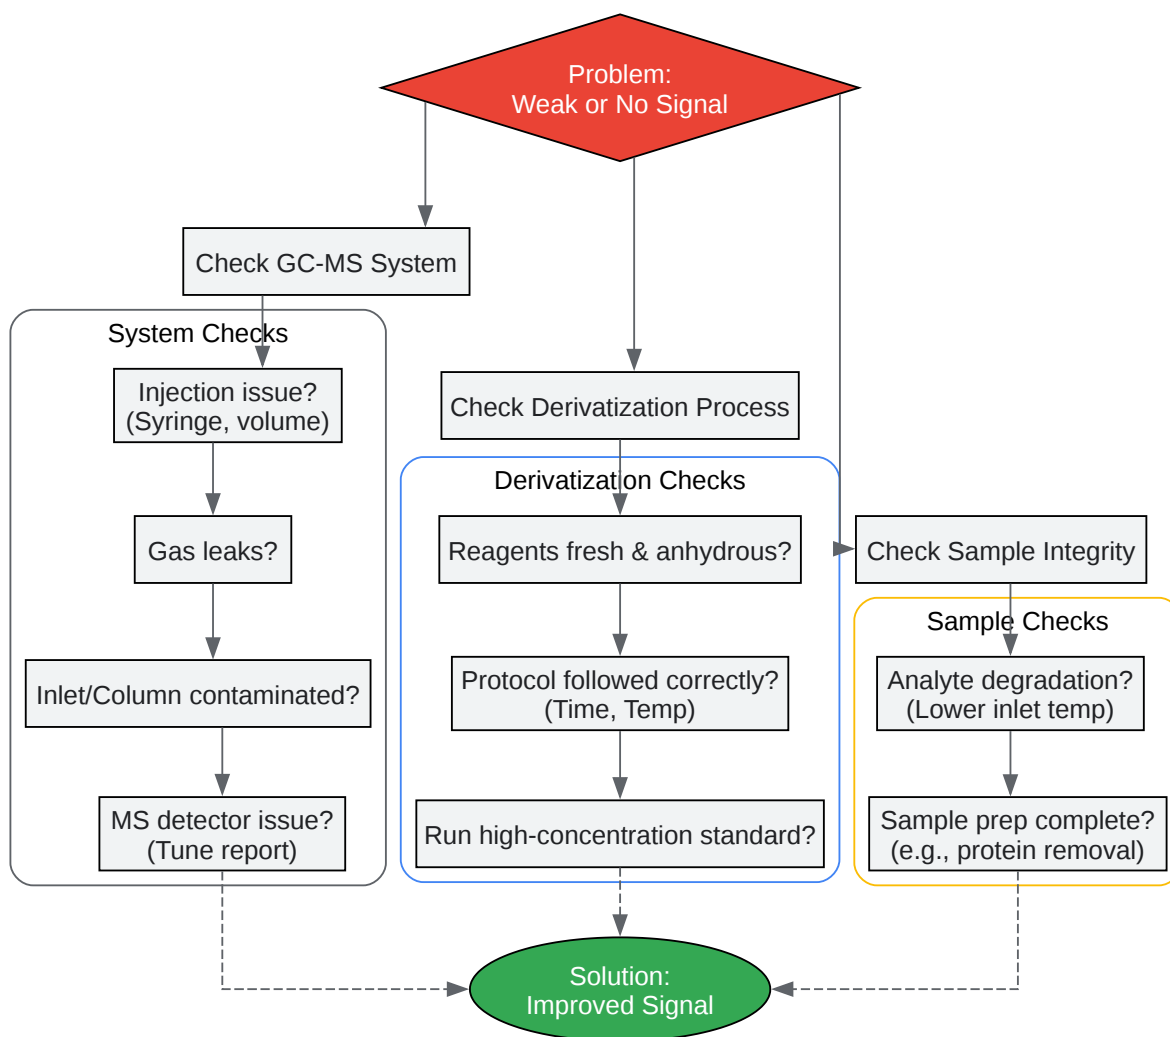 Problem:
Weak or No Signal
Check GC-MS System
System Checks
Injection issue?
(Syringe, volume)
Gas leaks?
Inlet/Column contaminated?
MS detector issue?
(Tune report)
Check Derivatization Process
Derivatization Checks
Reagents fresh & anhydrous?
Protocol followed correctly?
(Time, Temp)
Run high-concentration standard?
Check Sample Integrity
Sample Checks
Analyte degradation?
(Lower inlet temp)
Sample prep complete?
(e.g., protein removal)
Solution:
Improved Signal